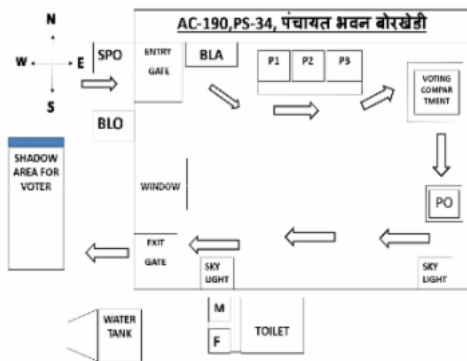 AC-190,PS-34, पंचायत भवन बोरखेडी
N
W
E
S
SPO
ENTRY
GATE
BLA
P1
P2
P3
VOTING
COMPAR
TMENT
BLO
SHADOW
AREA FOR
VOTER
WINDOW
PO
EXIT
GATE
SKY
LIGHT
SKY
LIGHT
WATER
TANK
M
F
TOILET